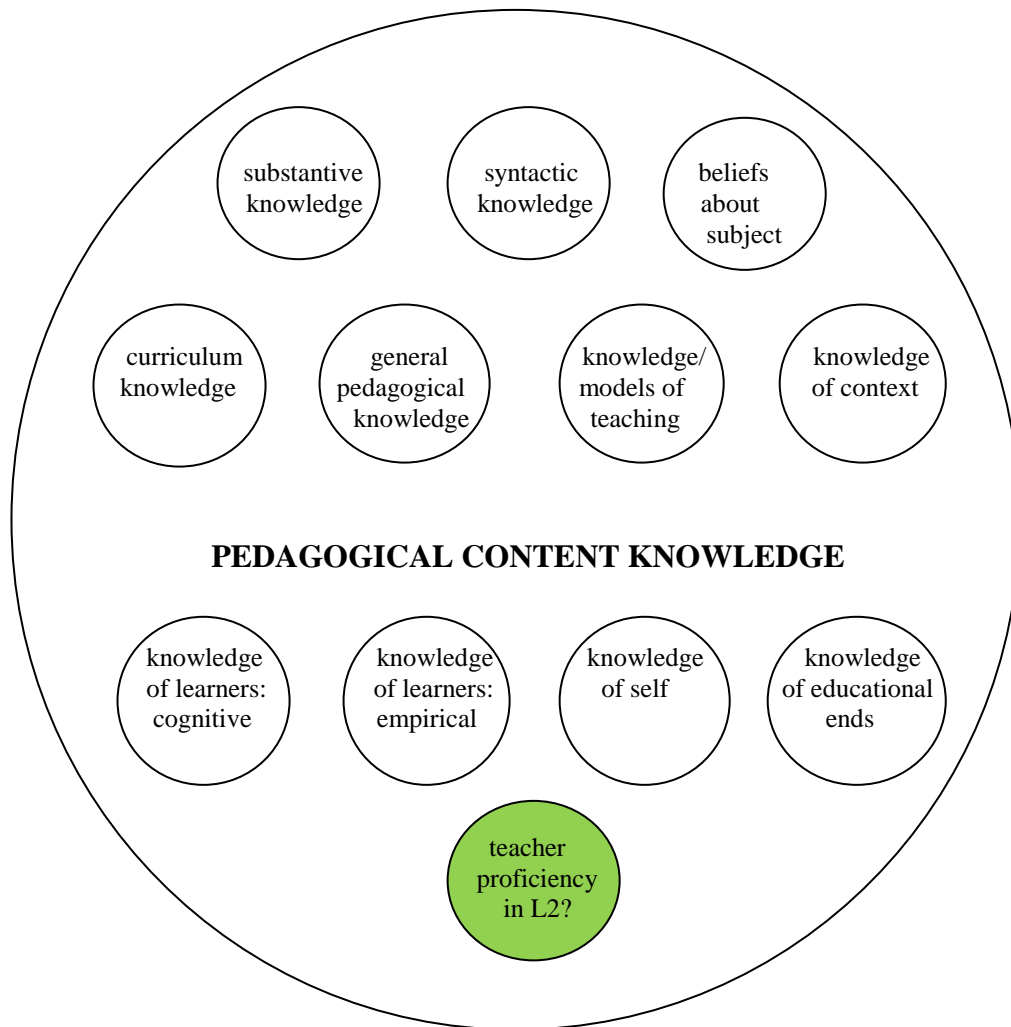 substantive
knowledge
syntactic
knowledge
beliefs
about
subject
curriculum
knowledge
general
pedagogical
knowledge
knowledge/
models of
teaching
knowledge
of context
PEDAGOGICAL CONTENT KNOWLEDGE
knowledge
of learners:
cognitive
knowledge
of learners:
empirical
knowledge
of self
knowledge
of educational
ends
teacher
proficiency
in L2?